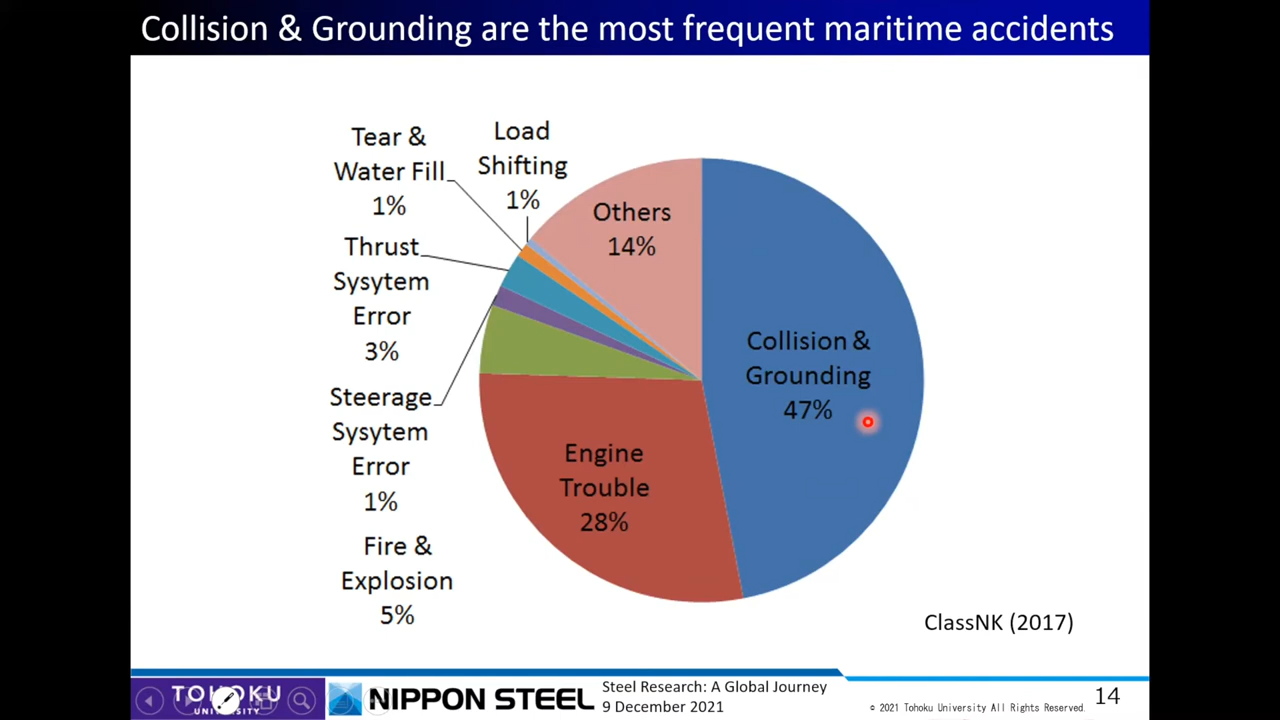 Collision & Grounding are the most frequent maritime accidents
Tear &
Water Fill
1%
Load
Shifting
1%
Others
14%
Thrust
Sysytem
Error
3%
Collision &
Grounding
47%
Steerage
Sysytem
Error
1%
Engine
Trouble
28%
Fire &
Explosion
5%
ClassNK (2017)
TOHOKU
UNIVERSITY
NIPPON STEEL
Steel Research: A Global Journey
9 December 2021
© 2021 Tohoku University All Rights Reserved.
14